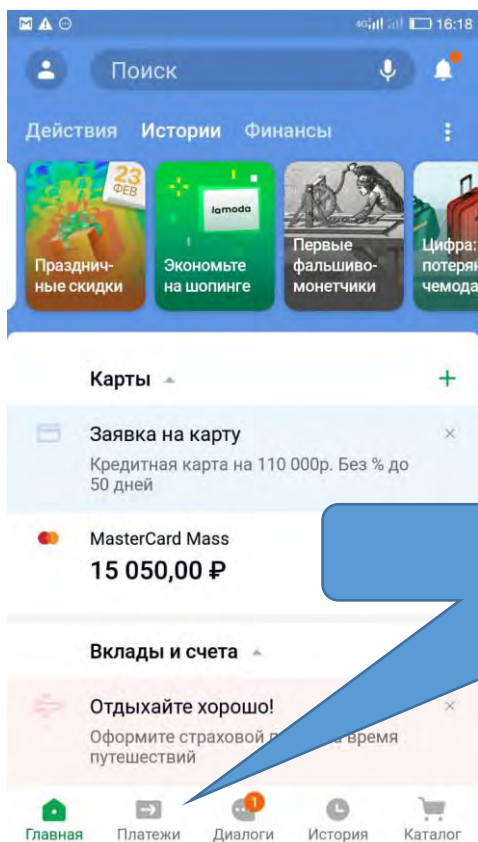 4G 16:18
Поиск
Действия Истории Финансы
23
ФЕВ
Празднич-
ные скидки
lamoda
Экономьте
на шопинге
Первые
фальшиво-
монетчики
Цифра:
потерян
чемода
Карты
Заявка на карту
Кредитная карта на 110 000р. Без % до
50 дней
MasterCard Mass
15 050,00 ₽
Вклады и счета
Отдыхайте хорошо!
Оформите страховой время
путешествий
1
Главная Платежи Диалоги История Каталог